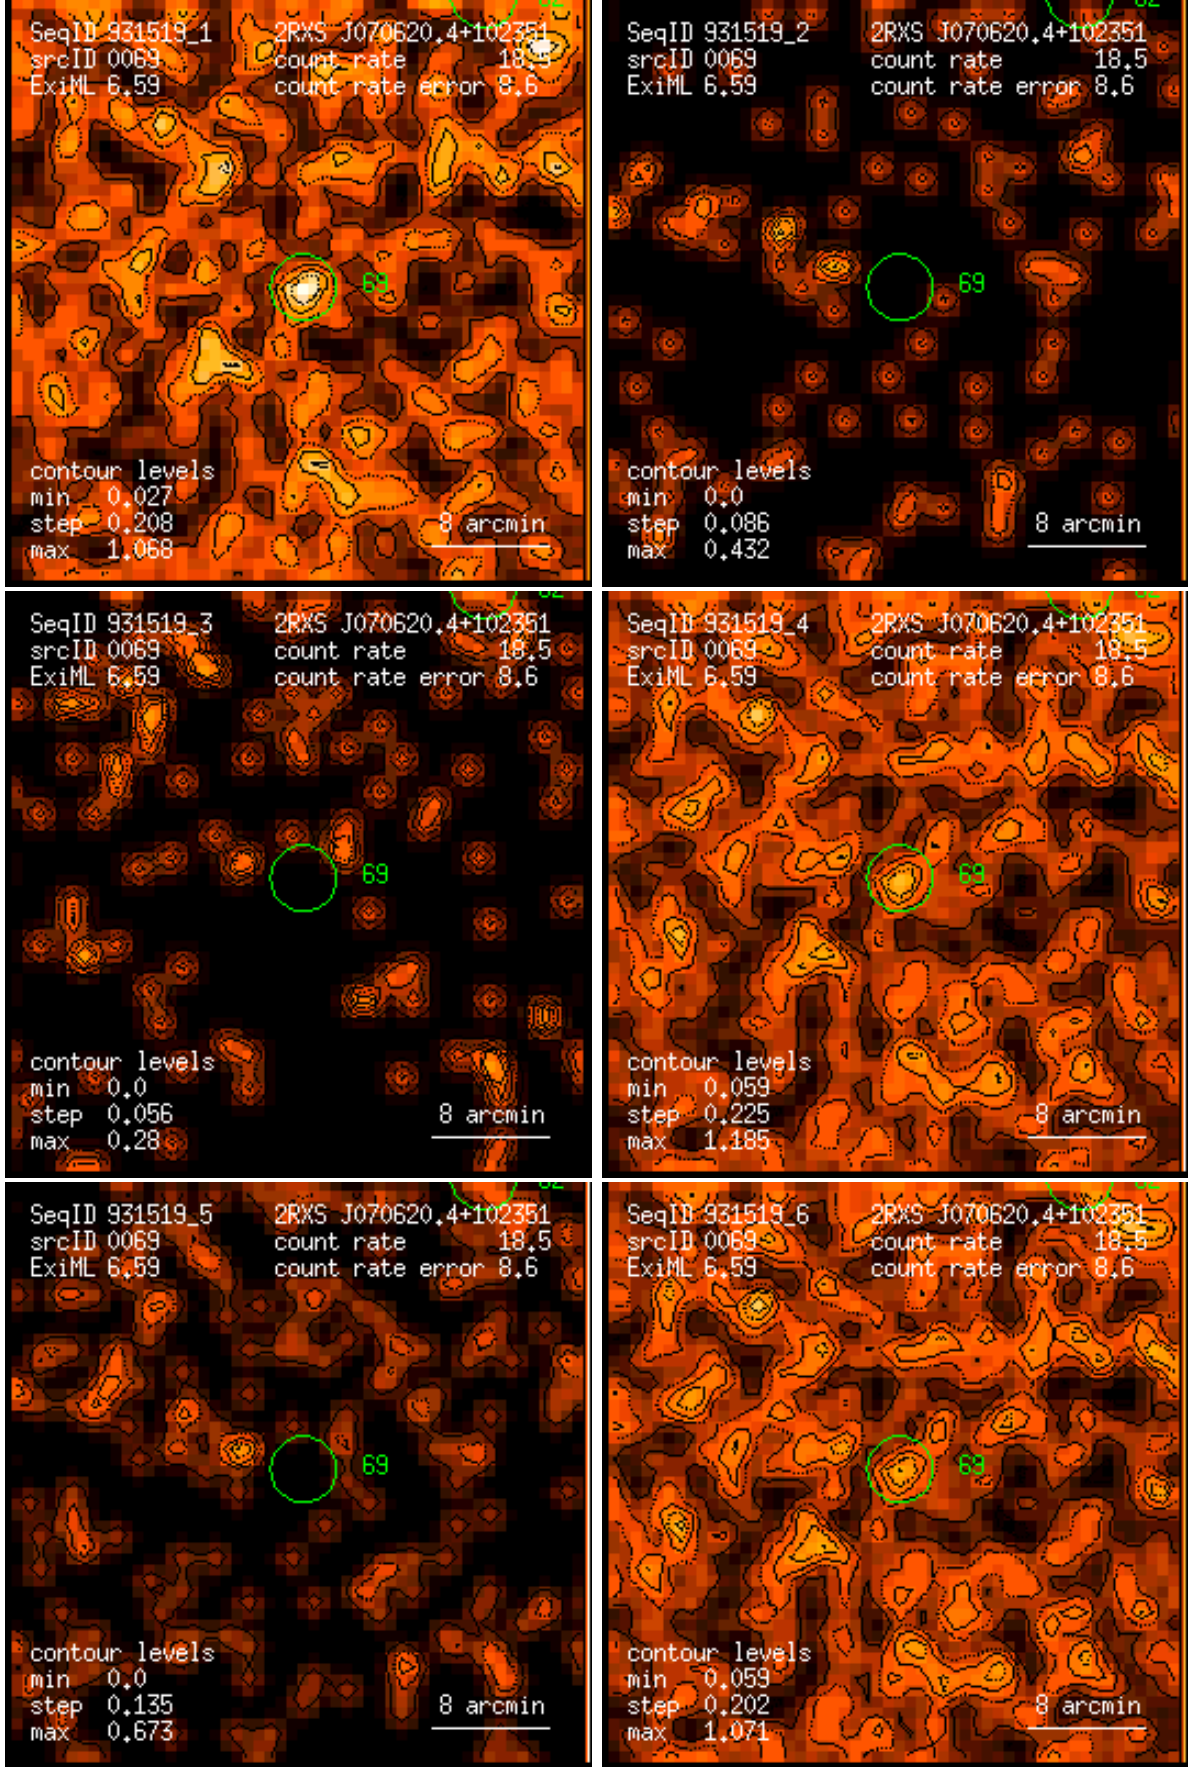 SeqID 931519_1 2RXS J070620.4+102351
srcID 0069 count rate 18.5
ExiML 6.59 count rate error 8.6
69
contour levels
min 0.027
step 0.208 8 arcmin
max 1.068
SeqID 931519_2 2RXS J070620.4+102351
srcID 0069 count rate 18.5
ExiML 6.59 count rate error 8.6
69
contour levels
min 0.0
step 0.086 8 arcmin
max 0.432
SeqID 931519_3 2RXS J070620.4+102351
srcID 0069 count rate 18.5
ExiML 6.59 count rate error 8.6
69
contour levels
min 0.0
step 0.056 8 arcmin
max 0.28
SeqID 931519_4 2RXS J070620.4+102351
srcID 0069 count rate 18.5
ExiML 6.59 count rate error 8.6
69
contour levels
min 0.059
step 0.225 8 arcmin
max 1.185
SeqID 931519_5 2RXS J070620.4+102351
srcID 0069 count rate 18.5
ExiML 6.59 count rate error 8.6
69
contour levels
min 0.0
step 0.135 8 arcmin
max 0.673
SeqID 931519_6 2RXS J070620.4+102351
srcID 0069 count rate 18.5
ExiML 6.59 count rate error 8.6
69
contour levels
min 0.059
step 0.202 8 arcmin
max 1.071